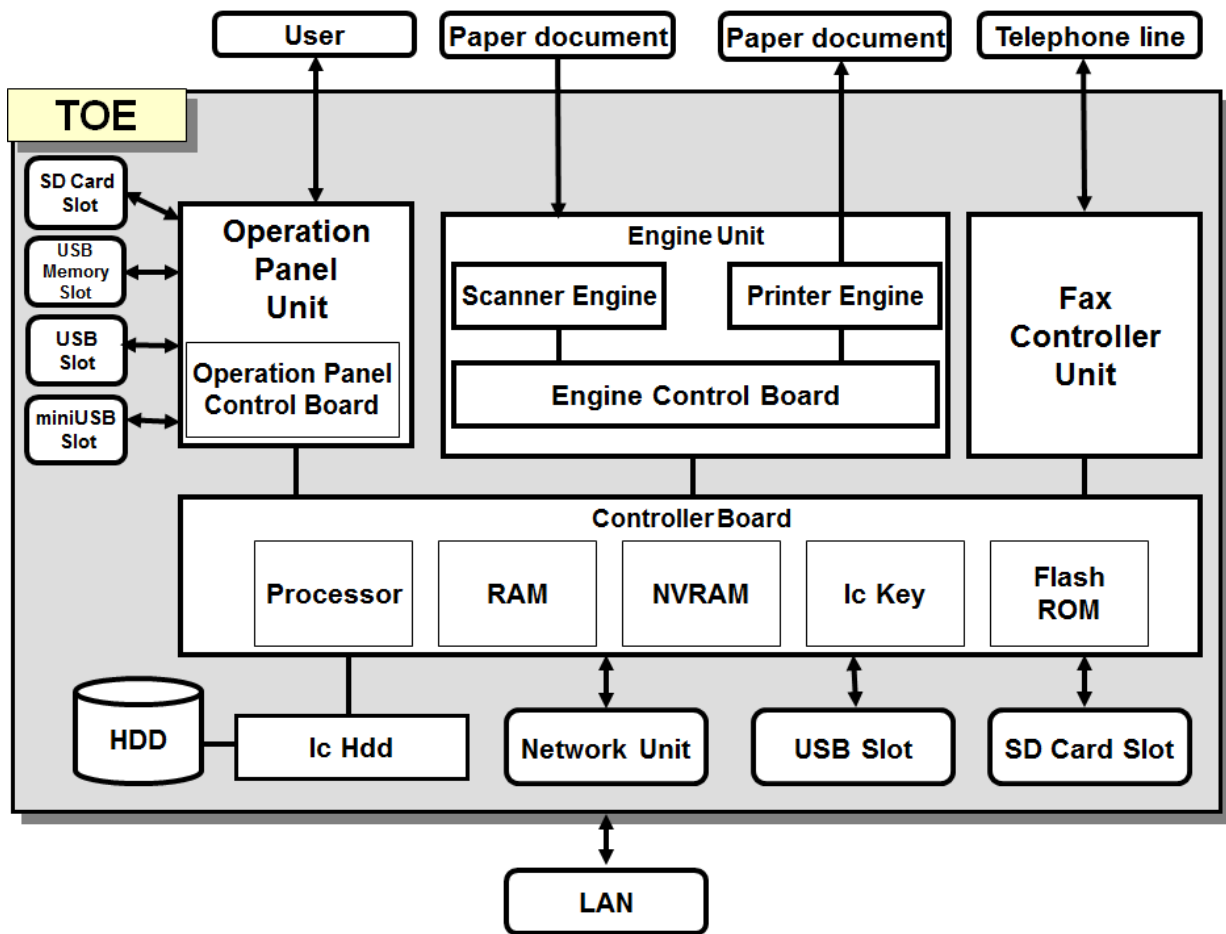 User
Paper document
Paper document
Telephone line
TOE
SD Card
Slot
USB
Memory
Slot
USB
Slot
miniUSB
Slot
Operation
Panel
Unit
Operation Panel
Control Board
Engine Unit
Scanner Engine
Printer Engine
Engine Control Board
Fax
Controller
Unit
Controller Board
Processor
RAM
NVRAM
Ic Key
Flash
ROM
HDD
Ic Hdd
Network Unit
USB Slot
SD Card Slot
LAN